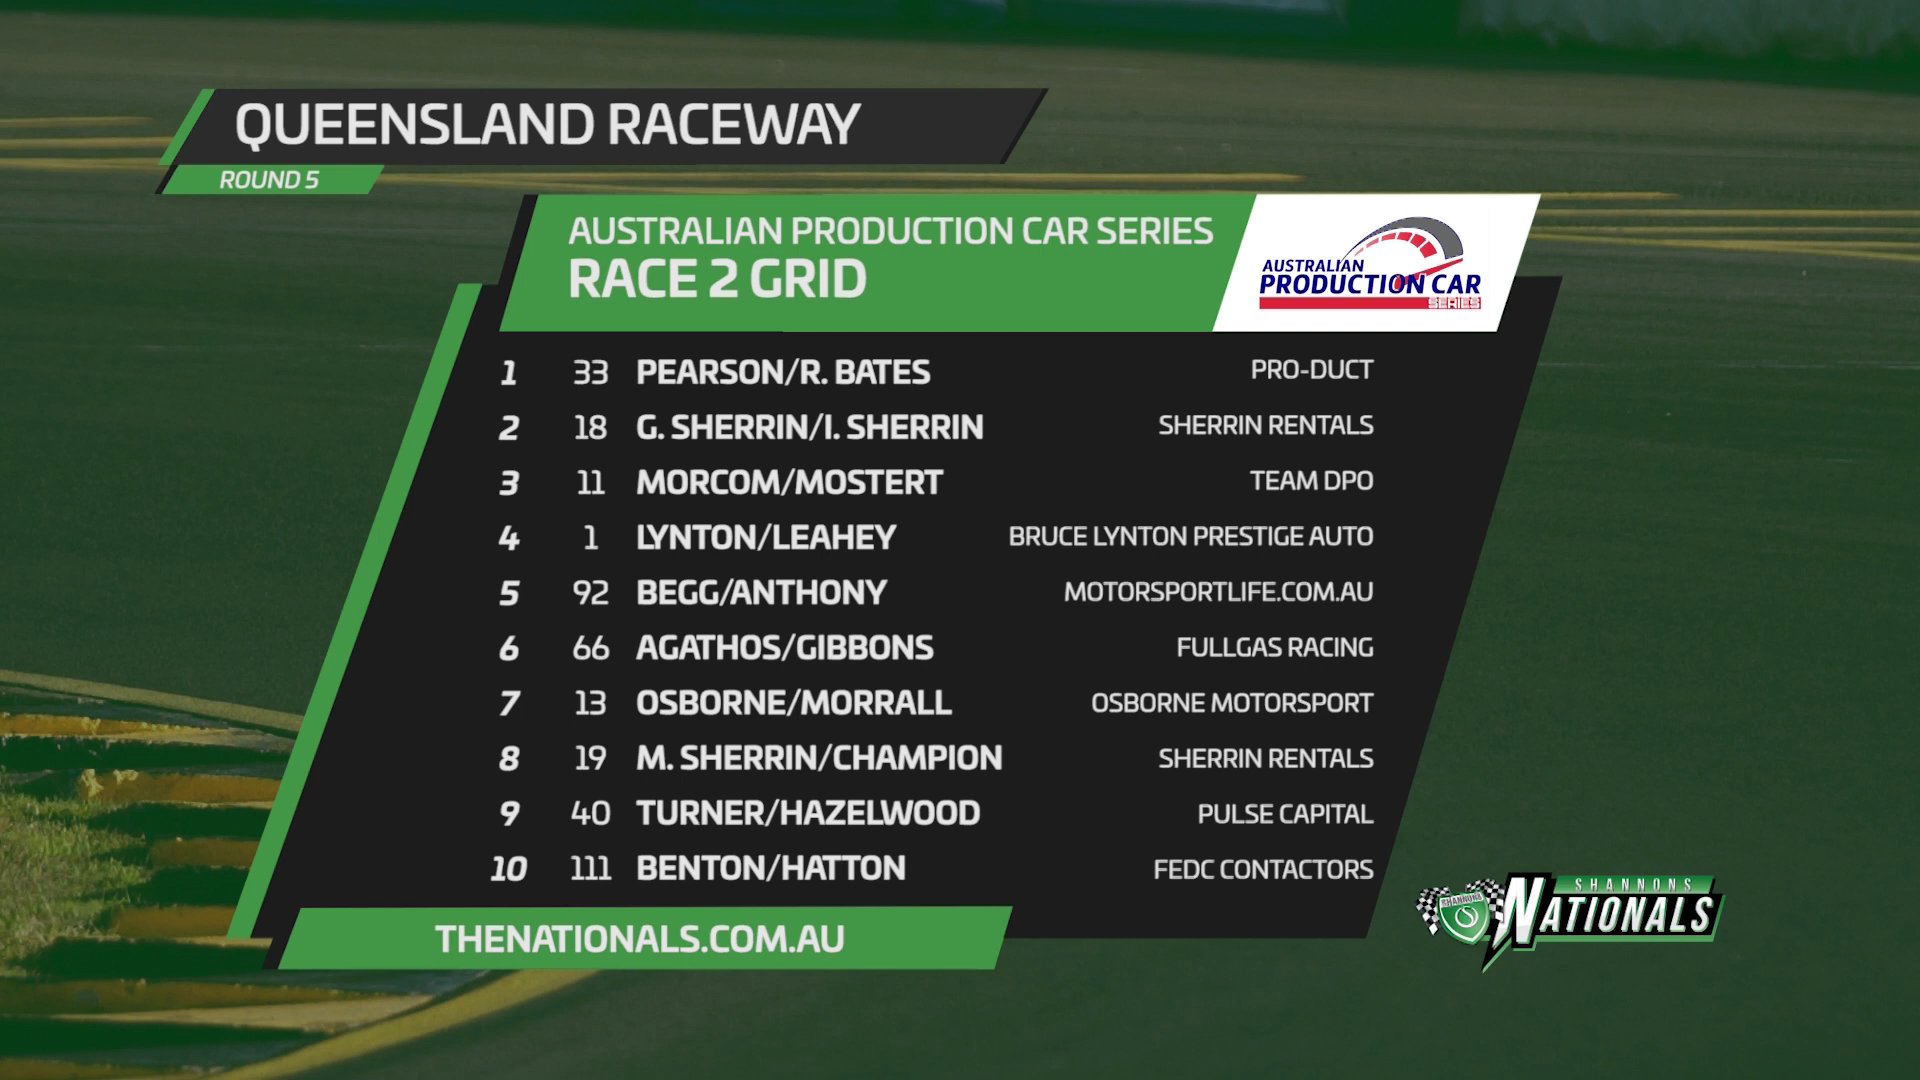 QUEENSLAND RACEWAY
ROUND 5
AUSTRALIAN PRODUCTION CAR SERIES
RACE 2 GRID
AUSTRALIAN
PRODUCTION CAR
SERIES
1 33 PEARSON/R. BATES PRO-DUCT
2 18 G. SHERRIN/I. SHERRIN SHERRIN RENTALS
3 11 MORCOM/MOSTERT TEAM DPO
4 1 LYNTON/LEAHEY BRUCE LYNTON PRESTIGE AUTO
5 92 BEGG/ANTHONY MOTORSPORTLIFE.COM.AU
6 66 AGATHOS/GIBBONS FULLGAS RACING
7 13 OSBORNE/MORRALL OSBORNE MOTORSPORT
8 19 M. SHERRIN/CHAMPION SHERRIN RENTALS
9 40 TURNER/HAZELWOOD PULSE CAPITAL
10 111 BENTON/HATTON FEDC CONTACTORS
THENATIONALS.COM.AU
SHANNONS
SHANNONS
NATIONALS